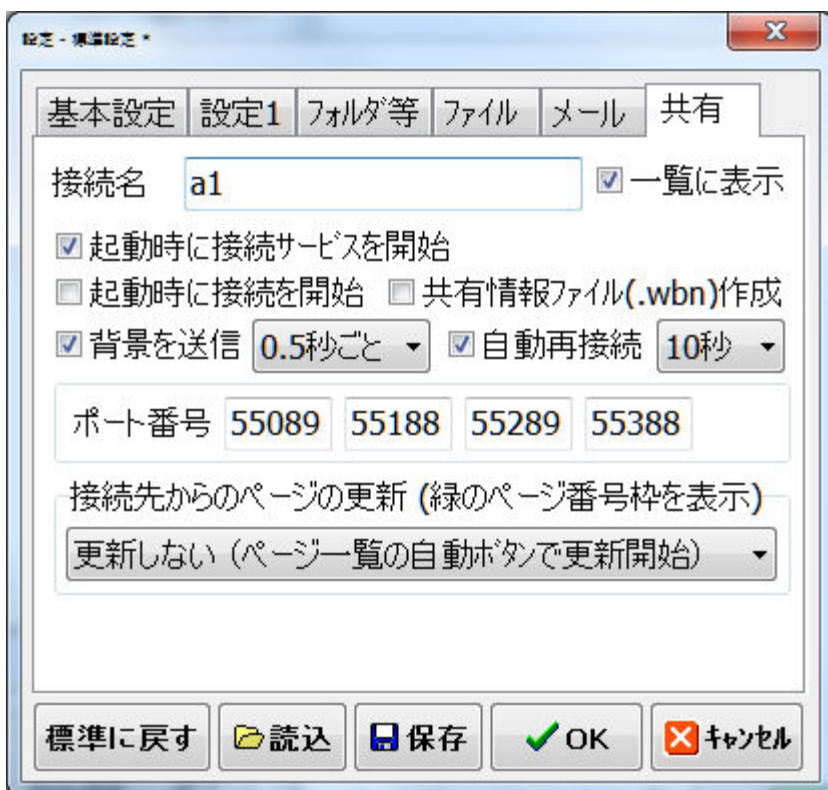 設定 - 標準設定 *
基本設定 設定1 フォルダ等 ファイル メール 共有
接続名 a1 一覧に表示
起動時に接続サービスを開始
起動時に接続を開始 共有情報ファイル(.wbn)作成
背景を送信 0.5秒ごと 自動再接続 10秒
ポート番号 55089 55188 55289 55388
接続先からのページの更新 (緑のページ番号枠を表示)
更新しない (ページ一覧の自動ボタンで更新開始)
標準に戻す 読込 保存 OK キャンセル